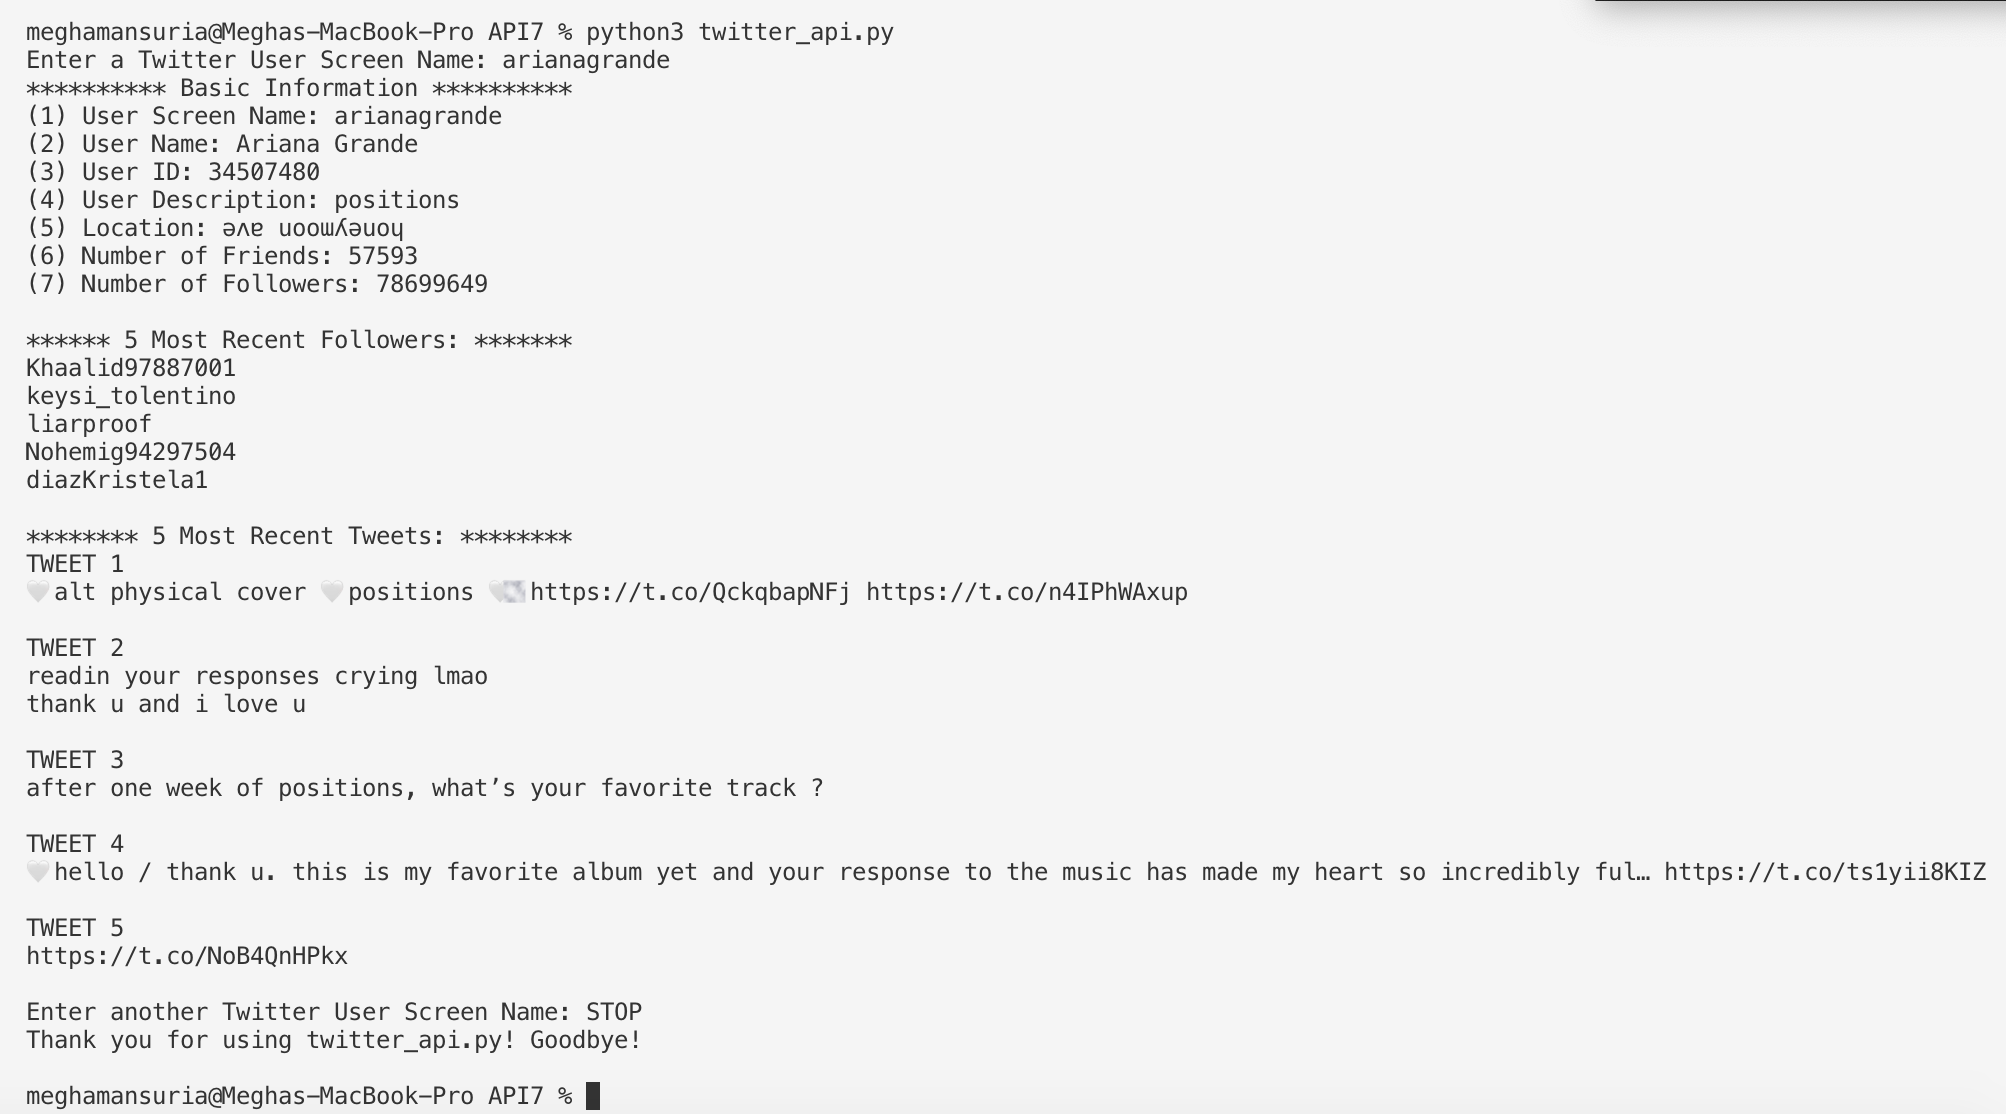 meghamansuria@Meghas-MacBook-Pro API7 % python3 twitter_api.py
Enter a Twitter User Screen Name: arianagrande
********** Basic Information **********
(1) User Screen Name: arianagrande
(2) User Name: Ariana Grande
(3) User ID: 34507480
(4) User Description: positions
(5) Location: ǝʌɐ uooɯʎǝuoɥ
(6) Number of Friends: 57593
(7) Number of Followers: 78699649

****** 5 Most Recent Followers: *******
Khaalid97887001
keysi_tolentino
liarproof
Nohemig94297504
diazKristela1

******** 5 Most Recent Tweets: ********
TWEET 1
🤍alt physical cover 🤍positions 🤍 https://t.co/QckqbapNFj https://t.co/n4IPhWAxup

TWEET 2
readin your responses crying lmao
thank u and i love u

TWEET 3
after one week of positions, what’s your favorite track ?

TWEET 4
🤍hello / thank u. this is my favorite album yet and your response to the music has made my heart so incredibly ful… https://t.co/ts1yii8KIZ

TWEET 5
https://t.co/NoB4QnHPkx

Enter another Twitter User Screen Name: STOP
Thank you for using twitter_api.py! Goodbye!

meghamansuria@Meghas-MacBook-Pro API7 %